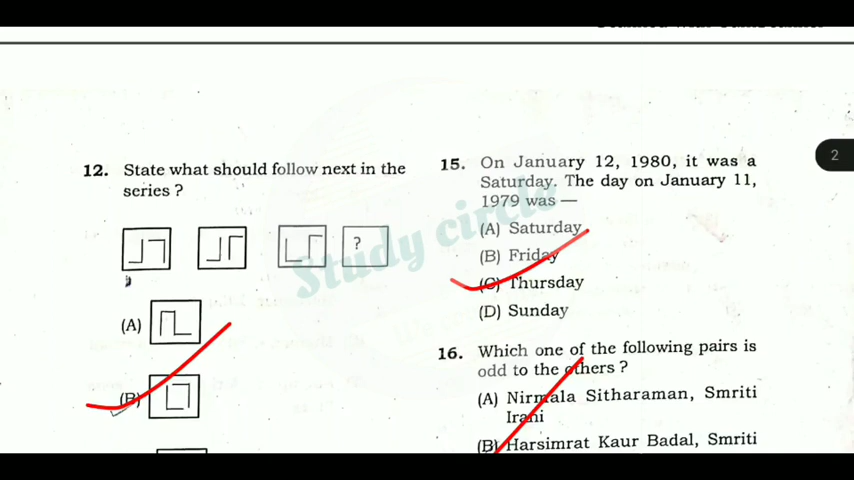 12. State what should follow next in the
series ?
?
(A)
(B)
15. On January 12, 1980, it was a
Saturday. The day on January 11,
1979 was —
(A) Saturday
(B) Friday
(C) Thursday
(D) Sunday
16. Which one of the following pairs is
odd to the others ?
(A) Nirmala Sitharaman, Smriti
Irani
(B) Harsimrat Kaur Badal, Smriti
Study circle
2